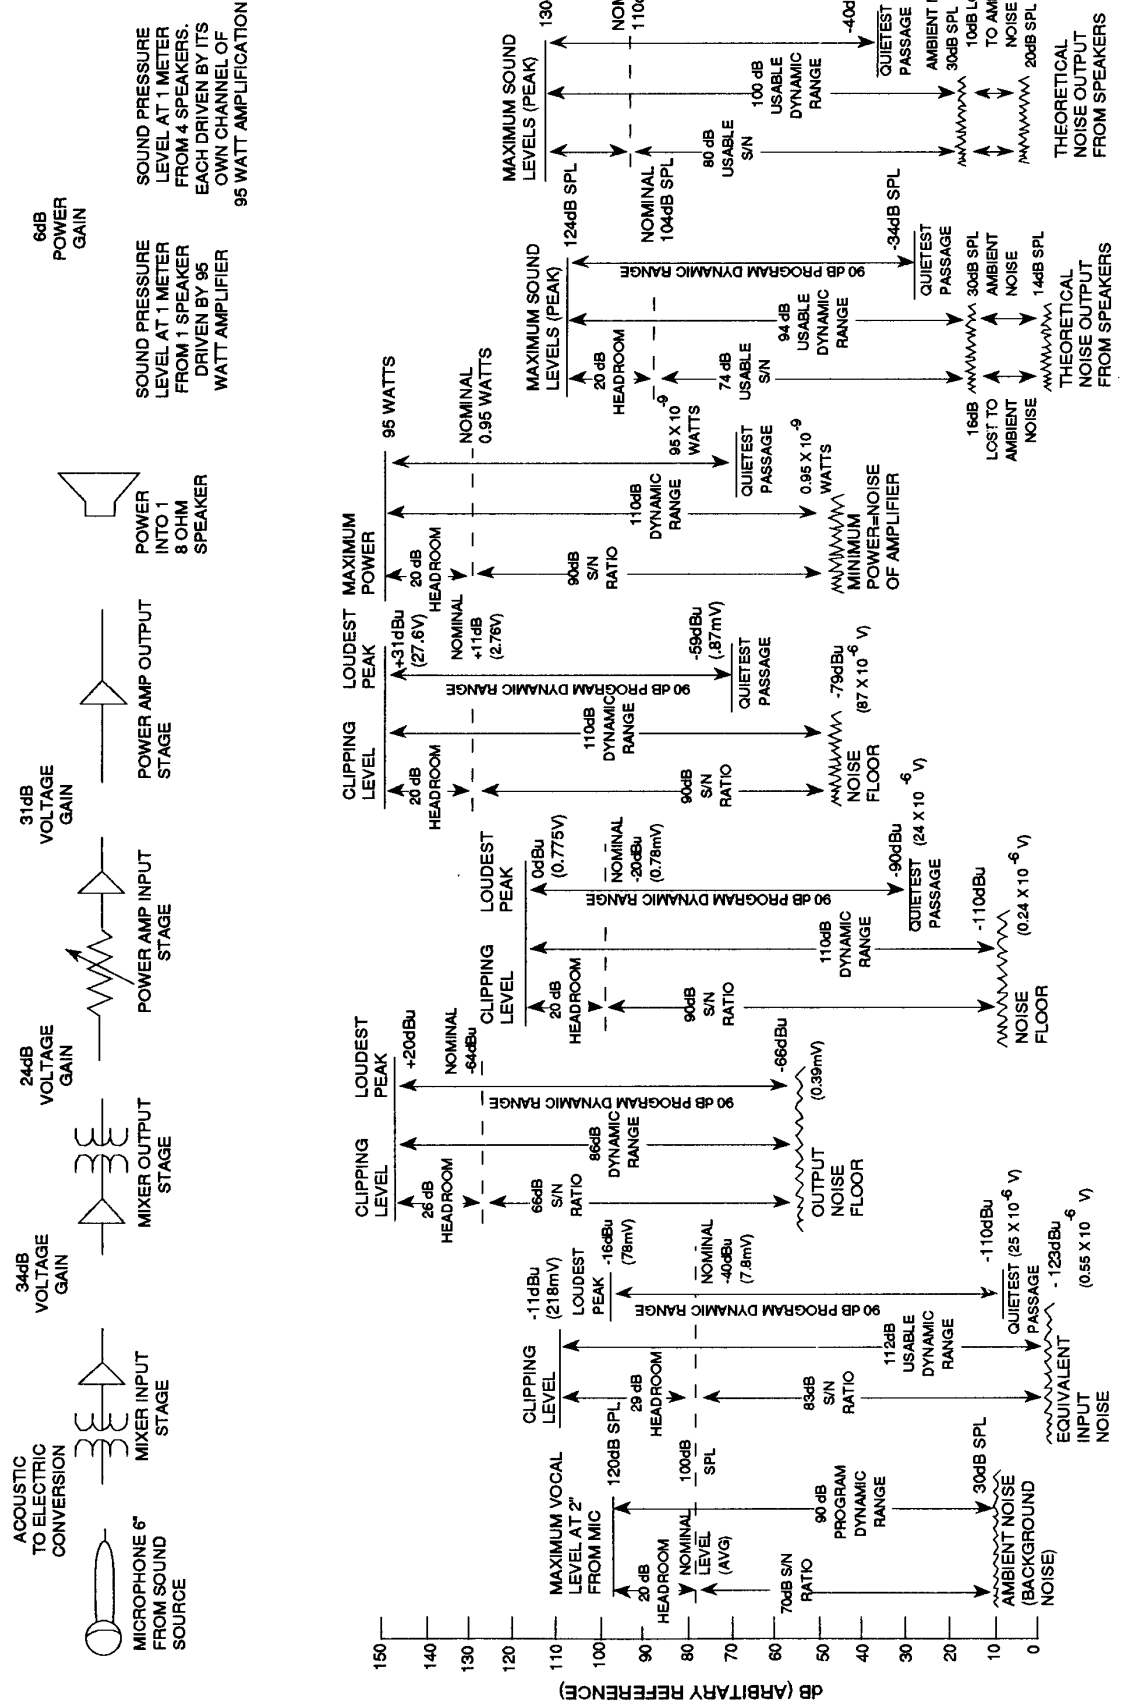 ACOUSTIC
TO ELECTRIC
CONVERSION
34dB
VOLTAGE
GAIN
24dB
VOLTAGE
GAIN
31dB
VOLTAGE
GAIN
6dB
POWER
GAIN
MICROPHONE 6"
FROM SOUND
SOURCE
MIXER INPUT
STAGE
MIXER OUTPUT
STAGE
POWER AMP INPUT
STAGE
POWER AMP OUTPUT
STAGE
POWER
INTO 1
8 OHM
SPEAKER
SOUND PRESSURE
LEVEL AT 1 METER
FROM 1 SPEAKER
DRIVEN BY 95
WATT AMPLIFIER
SOUND PRESSURE
LEVEL AT 1 METER
FROM 4 SPEAKERS.
EACH DRIVEN BY ITS
OWN CHANNEL OF
95 WATT AMPLIFICATION
dB (ARBITARY REFERENCE)
150
140
130
120
110
100
90
80
70
60
50
40
30
20
10
0
MAXIMUM VOCAL
LEVEL AT 2"
FROM MIC
120dB SPL
20 dB
HEADROOM
NOMINAL
LEVEL
(AVG)
100dB
SPL
70dB S/N
RATIO
90 dB
PROGRAM
DYNAMIC
RANGE
30dB SPL
AMBIENT NOISE
(BACKGROUND
NOISE)
CLIPPING
LEVEL
-11dBu
(218mV)
LOUDEST
PEAK
-16dBu
(78mV)
29 dB
HEADROOM
NOMINAL
-40dBu
(7.8mV)
83dB
S/N
RATIO
112dB
USABLE
DYNAMIC
RANGE
90 dB PROGRAM DYNAMIC RANGE
-110dBu
QUIETEST (25 X 10-6 V)
PASSAGE
- 123dBu
(0.55 X 10-6 V)
EQUIVALENT
INPUT
NOISE
CLIPPING
LEVEL
LOUDEST
PEAK
+20dBu
26 dB
HEADROOM
NOMINAL
-64dBu
66dB
S/N
RATIO
86dB
DYNAMIC
RANGE
90 dB PROGRAM DYNAMIC RANGE
-66dBu
(0.39mV)
OUTPUT
NOISE
FLOOR
CLIPPING
LEVEL
LOUDEST
PEAK
0dBu
(0.775V)
20 dB
HEADROOM
NOMINAL
-20dBu
(0.78mV)
90dB
S/N
RATIO
110dB
DYNAMIC
RANGE
90 dB PROGRAM DYNAMIC RANGE
-90dBu
(24 X 10-6 V)
QUIETEST
PASSAGE
-110dBu
(0.24 X 10-6 V)
NOISE
FLOOR
CLIPPING
LEVEL
LOUDEST
PEAK
+31dBu
(27.6V)
20 dB
HEADROOM
NOMINAL
+11dB
(2.76V)
90dB
S/N
RATIO
110dB
DYNAMIC
RANGE
90 dB PROGRAM DYNAMIC RANGE
-59dBu
(.87mV)
QUIETEST
PASSAGE
-79dBu
(87 X 10-6 V)
NOISE
FLOOR
MAXIMUM
POWER
95 WATTS
20 dB
HEADROOM
NOMINAL
0.95 WATTS
90dB
S/N
RATIO
110dB
DYNAMIC
RANGE
95 X 10-9
WATTS
QUIETEST
PASSAGE
0.95 X 10-9
WATTS
MINIMUM
POWER=NOISE
OF AMPLIFIER
MAXIMUM SOUND
LEVELS (PEAK)
124dB SPL
20 dB
HEADROOM
NOMINAL
104dB SPL
74 dB
USABLE
S/N
94 dB
USABLE
DYNAMIC
RANGE
90 dB PROGRAM DYNAMIC RANGE
-34dB SPL
QUIETEST
PASSAGE
30dB SPL
AMBIENT
NOISE
14dB SPL
16dB
LOST TO
AMBIENT
NOISE
THEORETICAL
NOISE OUTPUT
FROM SPEAKERS
MAXIMUM SOUND
LEVELS (PEAK)
130
NOM
110d
80 dB
USABLE
S/N
100 dB
USABLE
DYNAMIC
RANGE
-40d
QUIETEST
PASSAGE
AMBIENT
30dB SPL
10dB
TO
NOISE
20dB SPL
THEORETICAL
NOISE OUTPUT
FROM SPEAKERS